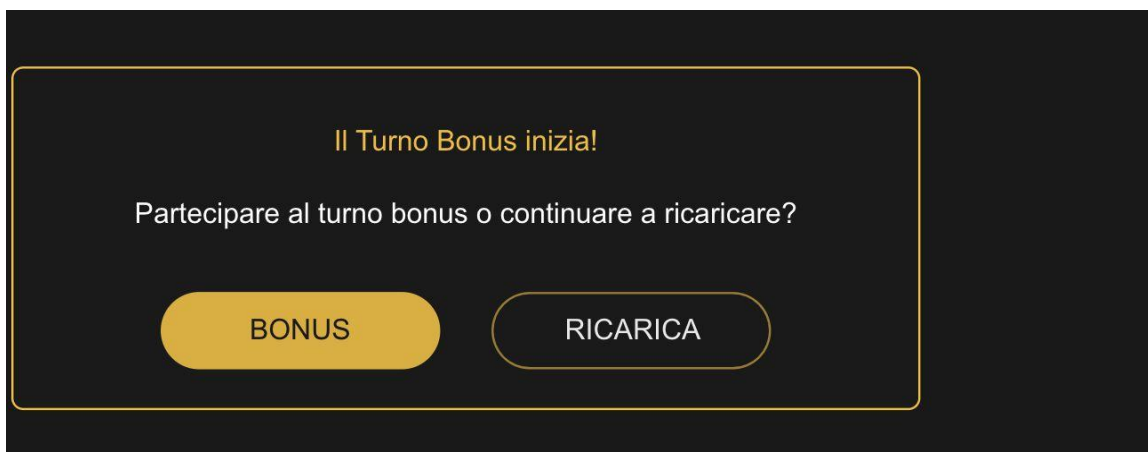 Il Turno Bonus inizia!
Partecipare al turno bonus o continuare a ricaricare?
BONUS
RICARICA